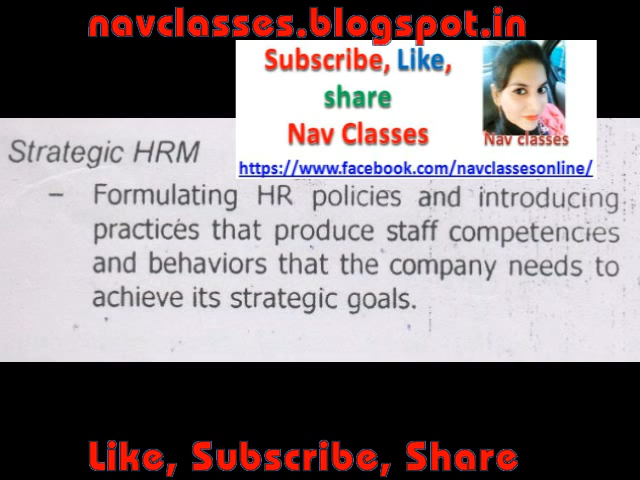 navclasses.blogspot.in
Subscribe, Like,
share
Nav Classes
Nav classes
https://www.facebook.com/navclassesonline/
Strategic HRM
– Formulating HR policies and introducing
practices that produce staff competencies
and behaviors that the company needs to
achieve its strategic goals.
Like, Subscribe, Share